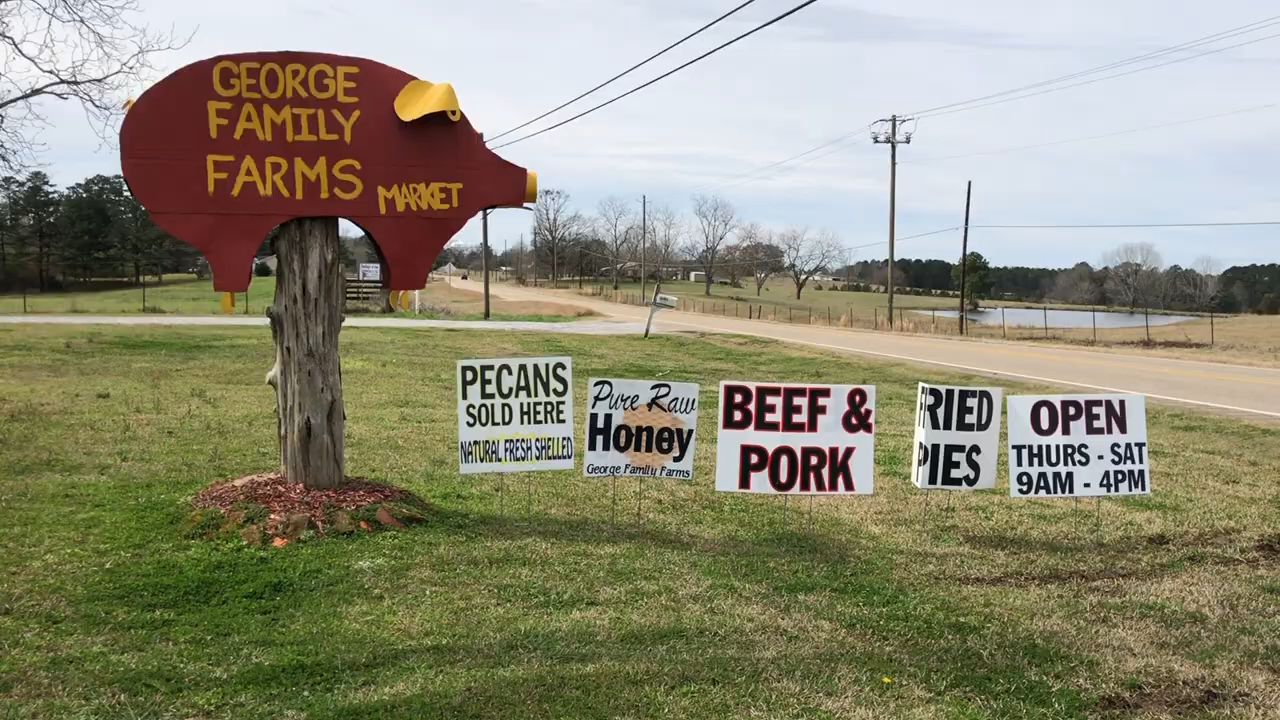 GEORGE
FAMILY
FARMS
MARKET
PECANS
SOLD HERE
NATURAL FRESH SHELLED
Pure Raw
Honey
George Family Farms
BEEF &
PORK
FRIED
PIES
OPEN
THURS - SAT
9AM - 4PM